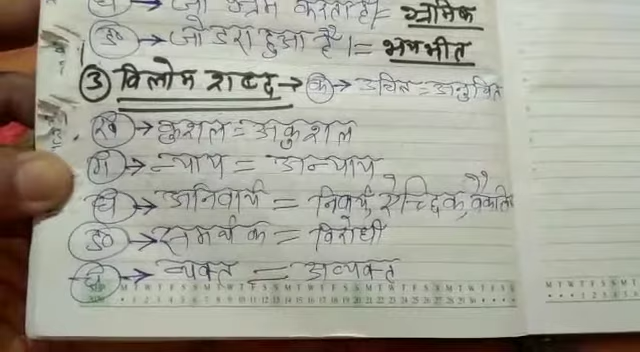 घ → जो श्रम करता है = श्रमिक
ङ → जो डरा हुआ है।= भयभीत
③ विलोम शब्द → क → उचित = अनुचित
ख → कुशल = अकुशल
ग → न्याय = अन्याय
घ → अनिवार्य = निवार्य, ऐच्छिक, वैकल्पि
ङ → समर्थक = विरोधी
च → व्यक्त = अव्यक्त